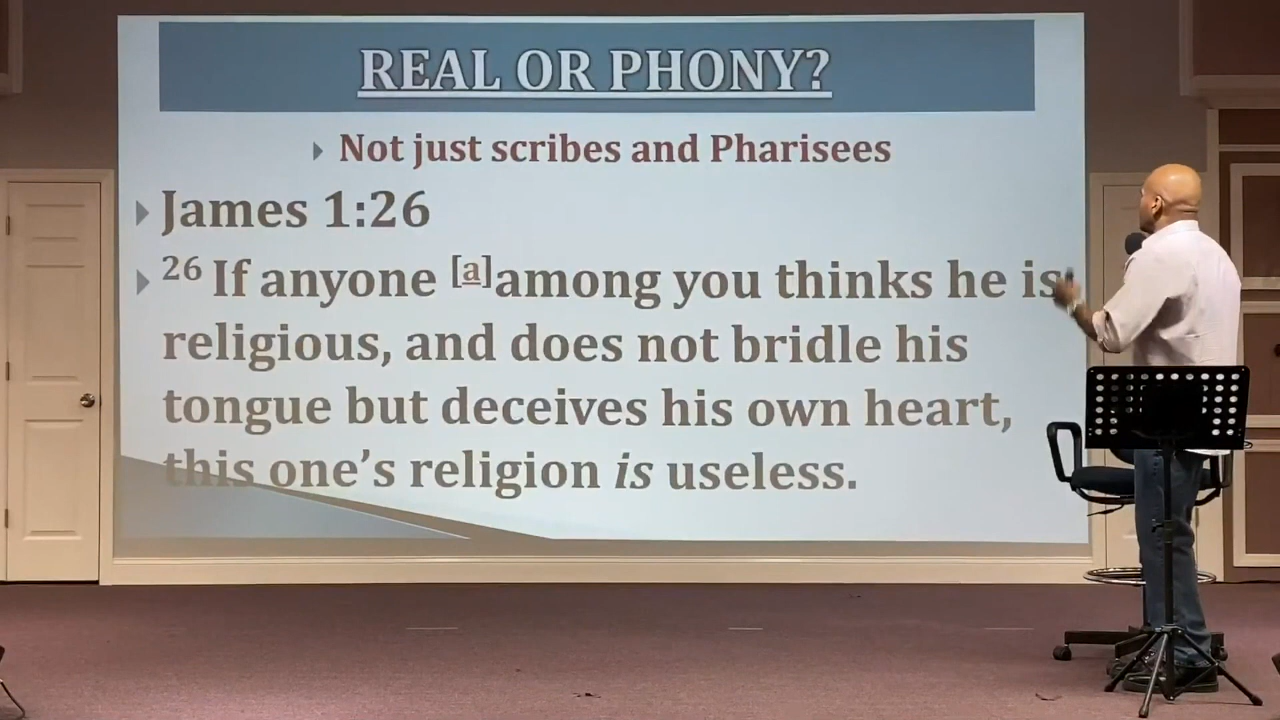 REAL OR PHONY?
Not just scribes and Pharisees
James 1:26
26 If anyone [a]among you thinks he is
religious, and does not bridle his
tongue but deceives his own heart,
this one’s religion is useless.